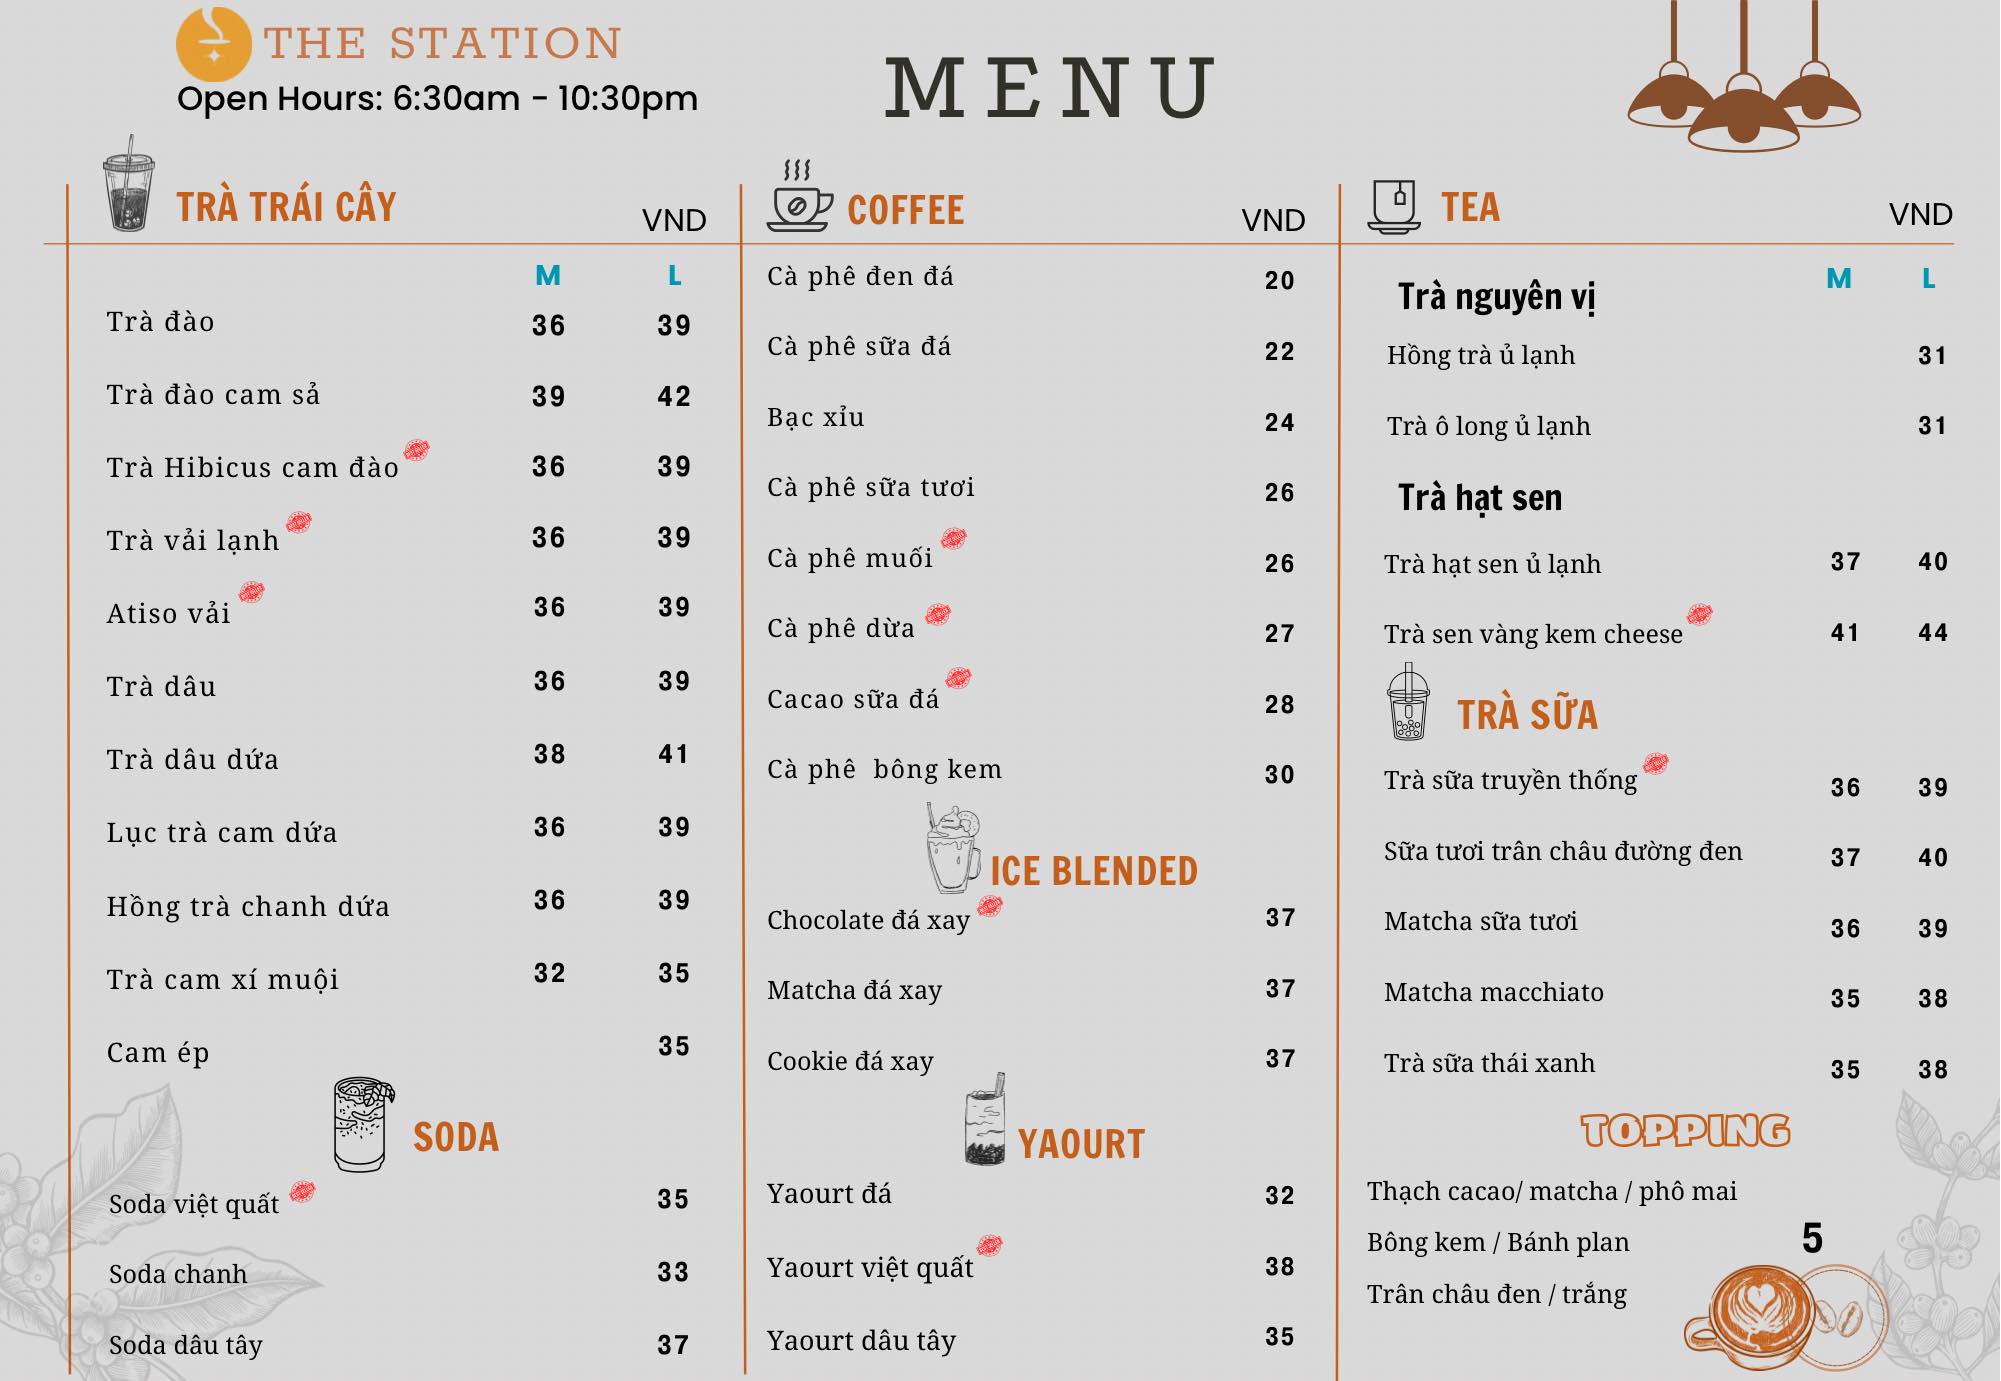 THE STATION
Open Hours: 6:30am - 10:30pm
MENU
TRÀ TRÁI CÂY VND
M L
Trà đào 36 39
Trà đào cam sả 39 42
Trà Hibicus cam đào 36 39
Trà vải lạnh 36 39
Atiso vải 36 39
Trà dâu 36 39
Trà dâu dứa 38 41
Lục trà cam dứa 36 39
Hồng trà chanh dứa 36 39
Trà cam xí muội 32 35
Cam ép 35
SODA
Soda việt quất 35
Soda chanh 33
Soda dâu tây 37
COFFEE VND
Cà phê đen đá 20
Cà phê sữa đá 22
Bạc xỉu 24
Cà phê sữa tươi 26
Cà phê muối 26
Cà phê dừa 27
Cacao sữa đá 28
Cà phê bông kem 30
ICE BLENDED
Chocolate đá xay 37
Matcha đá xay 37
Cookie đá xay 37
YAOURT
Yaourt đá 32
Yaourt việt quất 38
Yaourt dâu tây 35
TEA VND
M L
Trà nguyên vị
Hồng trà ủ lạnh 31
Trà ô long ủ lạnh 31
Trà hạt sen
Trà hạt sen ủ lạnh 37 40
Trà sen vàng kem cheese 41 44
TRÀ SỮA
Trà sữa truyền thống 36 39
Sữa tươi trân châu đường đen 37 40
Matcha sữa tươi 36 39
Matcha macchiato 35 38
Trà sữa thái xanh 35 38
TOPPING
Thạch cacao/ matcha / phô mai
Bông kem / Bánh plan 5
Trân châu đen / trắng